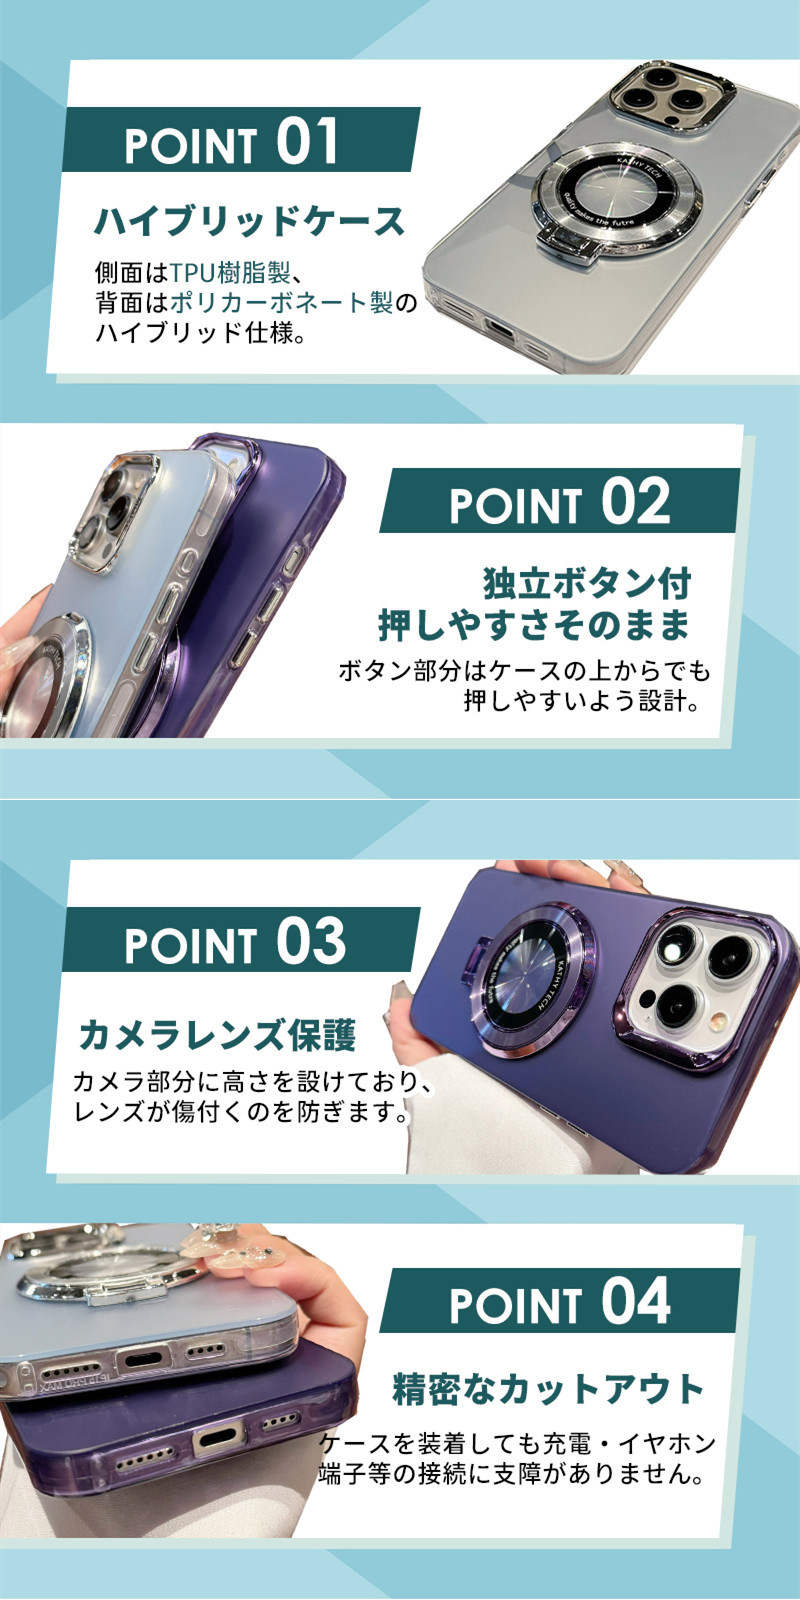 POINT 01
ハイブリッドケース
側面はTPU樹脂製、
背面はポリカーボネート製の
ハイブリッド仕様。
KATHY TECH
quality makes the futre
POINT 02
独立ボタン付
押しやすさそのまま
ボタン部分はケースの上からでも
押しやすいよう設計。
KATHY TECH
POINT 03
カメラレンズ保護
カメラ部分に高さを設けており、
レンズが傷付くのを防ぎます。
KATHY TECH
POINT 04
精密なカットアウト
ケースを装着しても充電・イヤホン
端子等の接続に支障がありません。